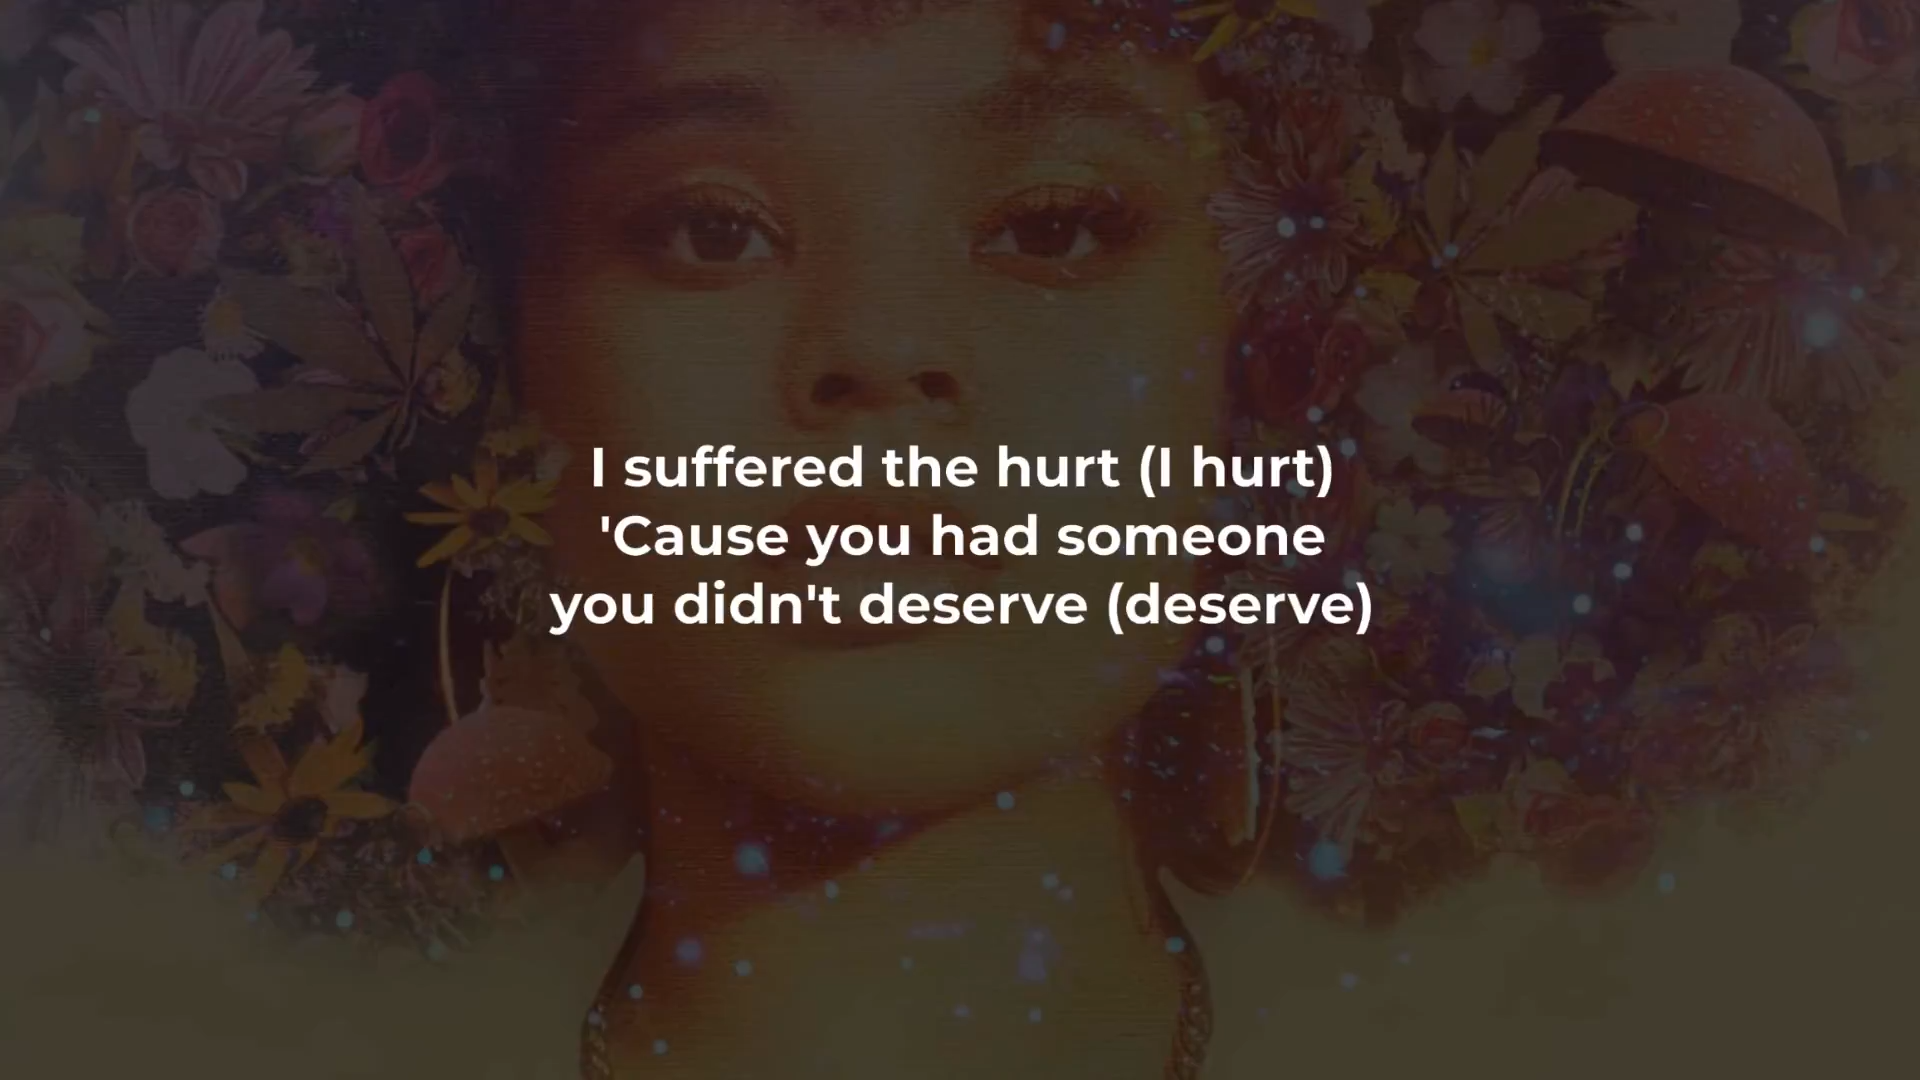 I suffered the hurt (I hurt)
'Cause you had someone
you didn't deserve (deserve)